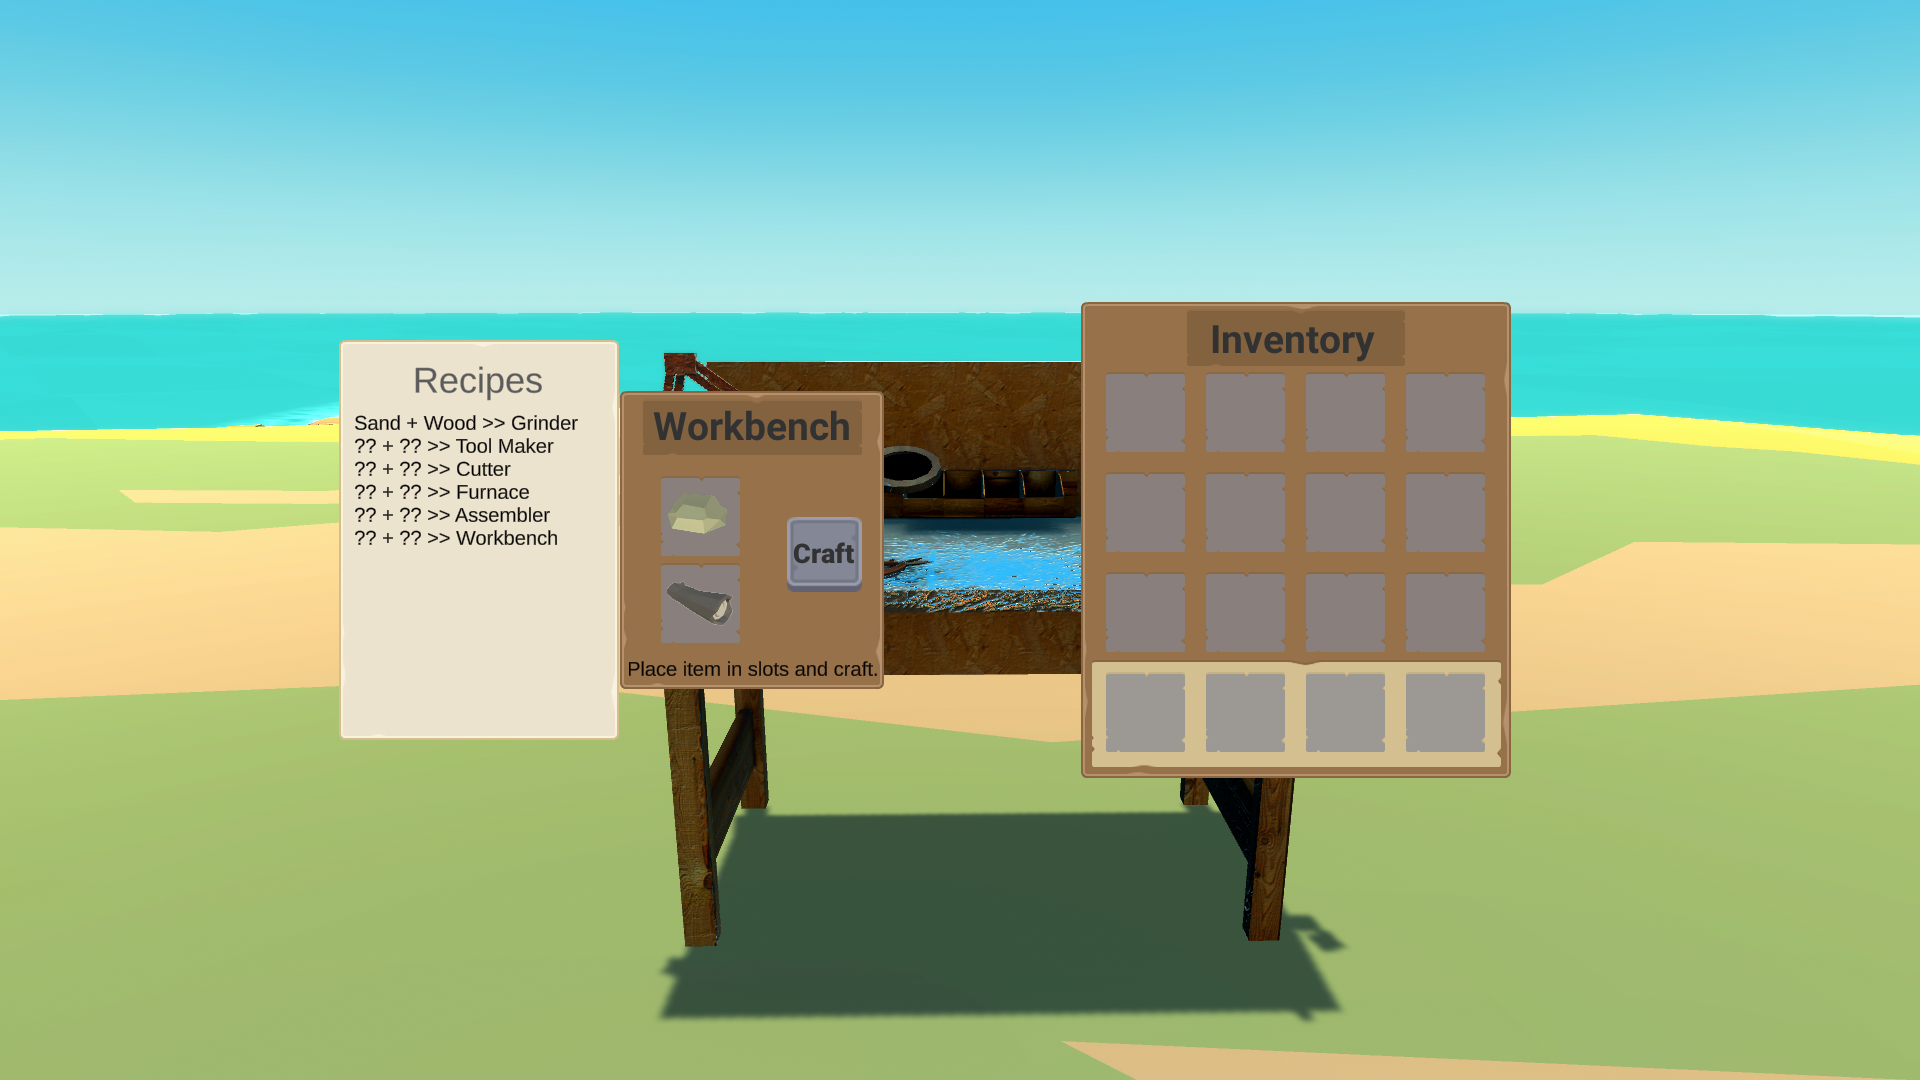 Recipes
Sand + Wood >> Grinder
?? + ?? >> Tool Maker
?? + ?? >> Cutter
?? + ?? >> Furnace
?? + ?? >> Assembler
?? + ?? >> Workbench
Workbench
Craft
Place item in slots and craft.
Inventory